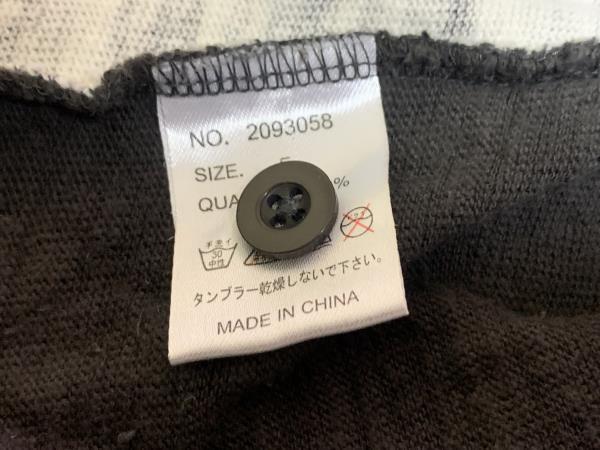 NO. 2093058
SIZE.
%
手洗イ
30
中性
タンブラー乾燥しないで下さい。
MADE IN CHINA